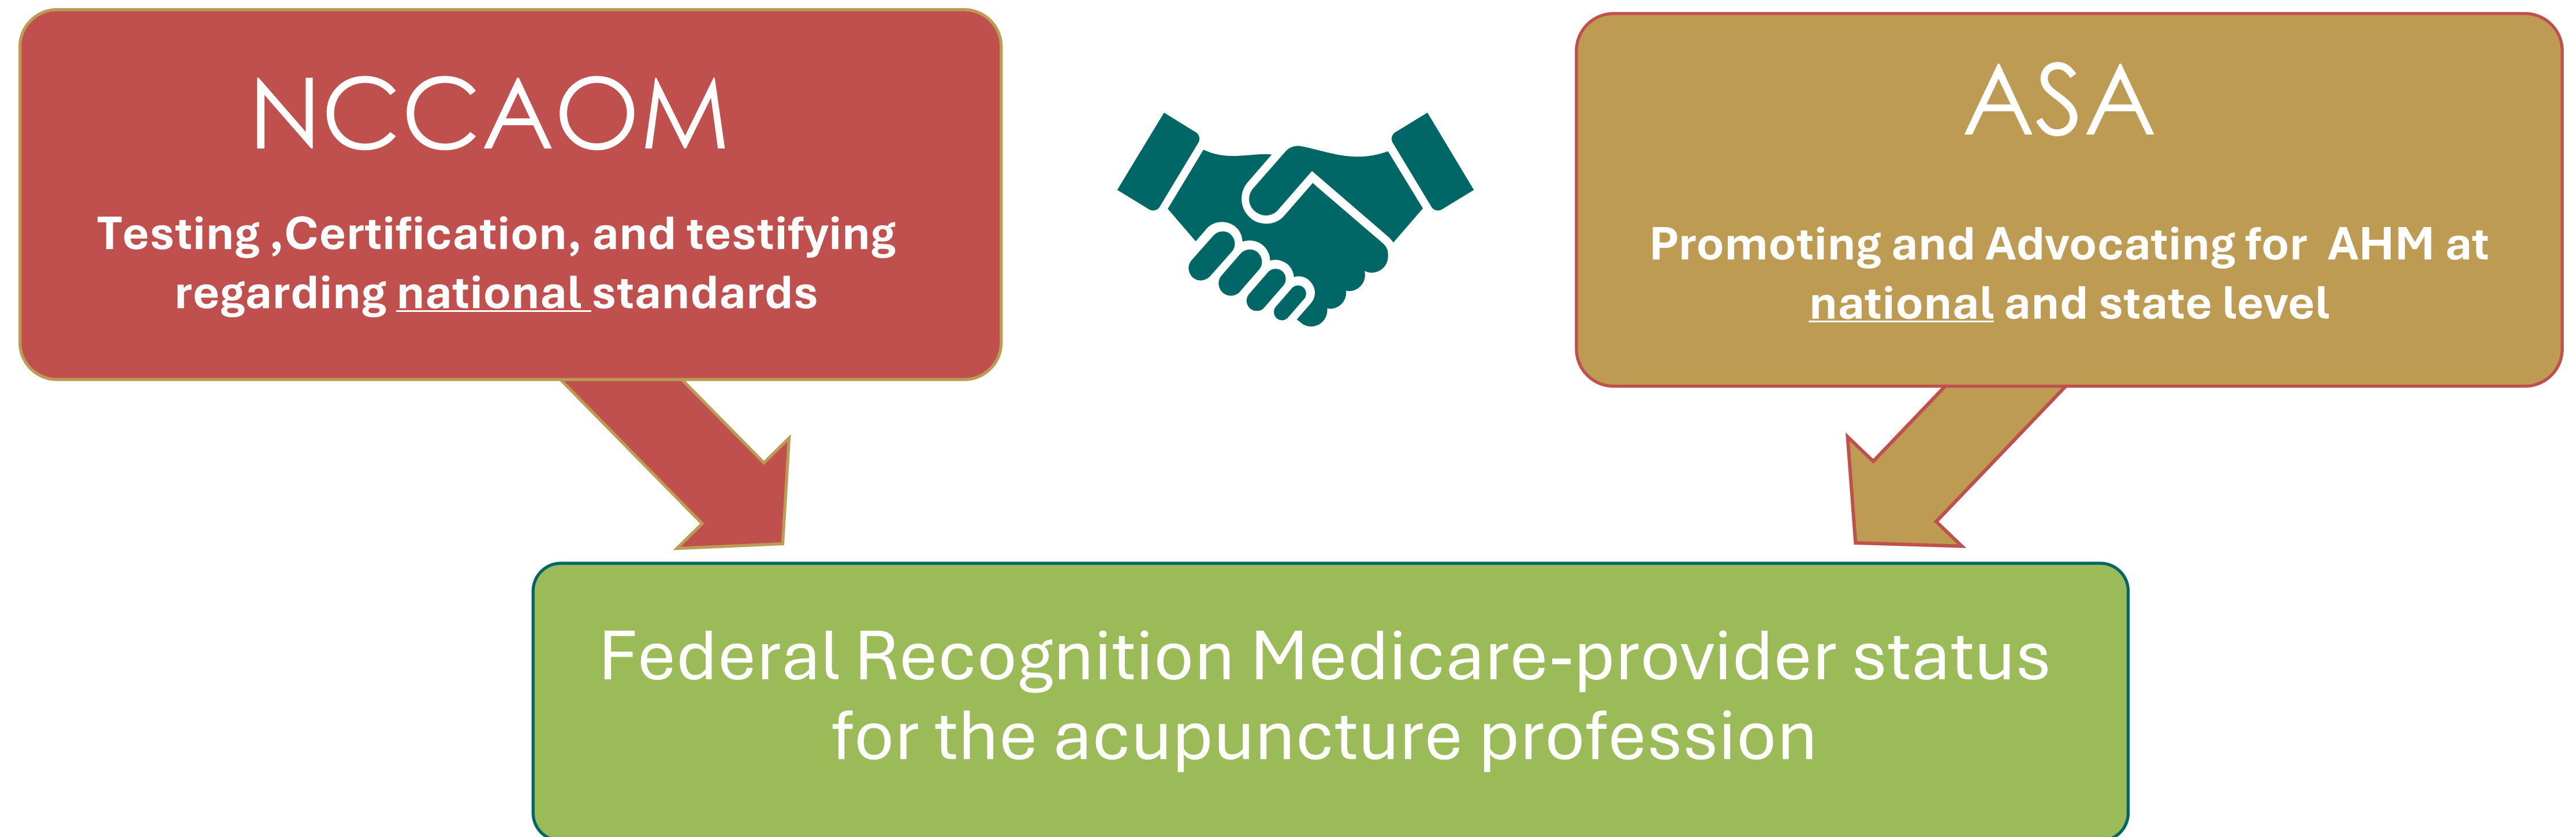 NCCAOM
Testing ,Certification, and testifying
regarding national standards
ASA
Promoting and Advocating for  AHM at
national and state level
Federal Recognition Medicare-provider status
for the acupuncture profession